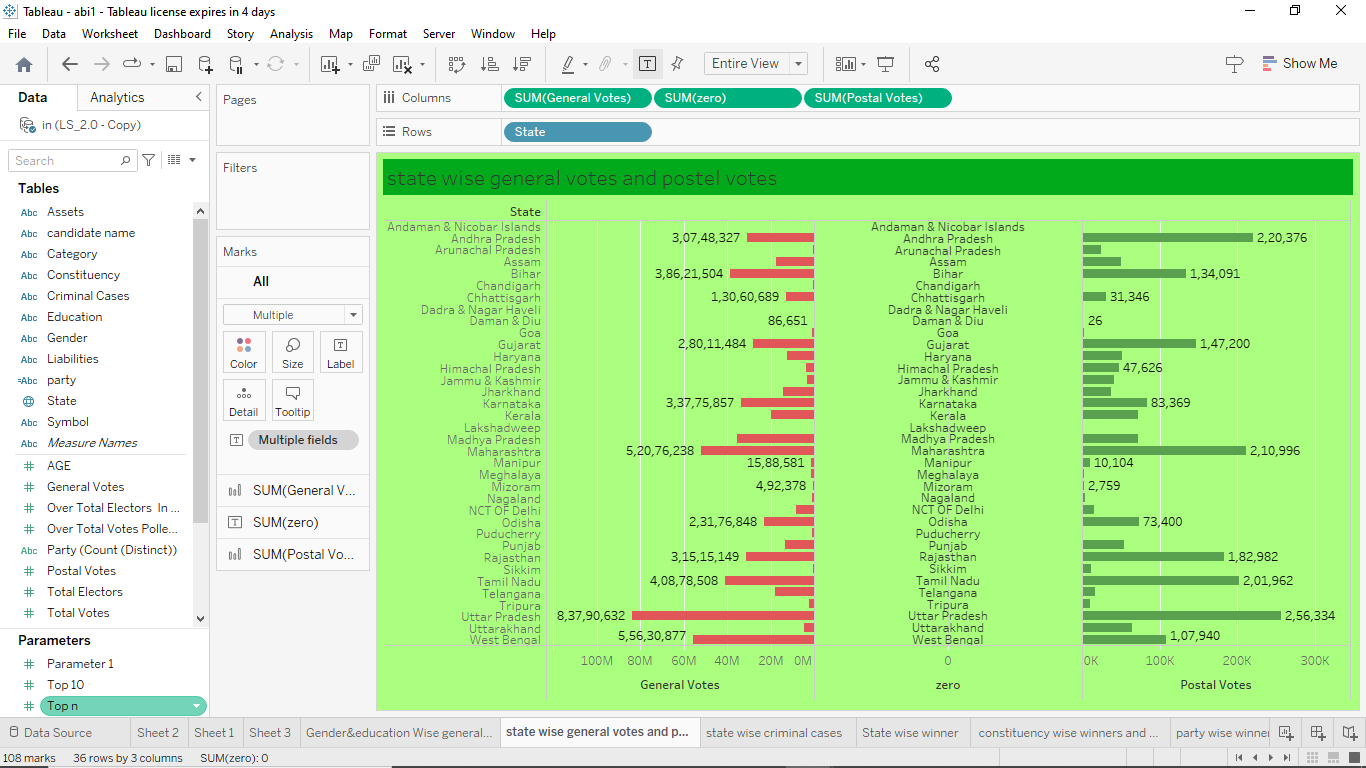 Tableau - abi1 - Tableau license expires in 4 days
File Data Worksheet Dashboard Story Analysis Map Format Server Window Help
Entire View
Show Me
Data Analytics
in (LS_2.0 - Copy)
Search
Tables
Abc Assets
Abc candidate name
Abc Category
Abc Constituency
Abc Criminal Cases
Abc Education
Abc Gender
Abc Liabilities
=Abc party
State
Abc Symbol
Abc Measure Names
# AGE
# General Votes
# Over Total Electors In ...
# Over Total Votes Polle...
Abc Party (Count (Distinct))
# Postal Votes
# Total Electors
# Total Votes
Parameters
# Parameter 1
# Top 10
# Top n
Pages
Filters
Marks
All
Multiple
Color Size Label
Detail Tooltip
Multiple fields
SUM(General V...
SUM(zero)
SUM(Postal Vo...
Columns SUM(General Votes) SUM(zero) SUM(Postal Votes)
Rows State
state wise general votes and postel votes
State
Andaman & Nicobar Islands Andaman & Nicobar Islands
Andhra Pradesh 3,07,48,327 Andhra Pradesh 2,20,376
Arunachal Pradesh Arunachal Pradesh
Assam Assam
Bihar 3,86,21,504 Bihar 1,34,091
Chandigarh Chandigarh
Chhattisgarh 1,30,60,689 Chhattisgarh 31,346
Dadra & Nagar Haveli Dadra & Nagar Haveli
Daman & Diu 86,651 Daman & Diu 26
Goa Goa
Gujarat 2,80,11,484 Gujarat 1,47,200
Haryana Haryana
Himachal Pradesh Himachal Pradesh 47,626
Jammu & Kashmir Jammu & Kashmir
Jharkhand Jharkhand
Karnataka 3,37,75,857 Karnataka 83,369
Kerala Kerala
Lakshadweep Lakshadweep
Madhya Pradesh Madhya Pradesh
Maharashtra 5,20,76,238 Maharashtra 2,10,996
Manipur 15,88,581 Manipur 10,104
Meghalaya Meghalaya
Mizoram 4,92,378 Mizoram 2,759
Nagaland Nagaland
NCT OF Delhi NCT OF Delhi
Odisha 2,31,76,848 Odisha 73,400
Puducherry Puducherry
Punjab Punjab
Rajasthan 3,15,15,149 Rajasthan 1,82,982
Sikkim Sikkim
Tamil Nadu 4,08,78,508 Tamil Nadu 2,01,962
Telangana Telangana
Tripura Tripura
Uttar Pradesh 8,37,90,632 Uttar Pradesh 2,56,334
Uttarakhand Uttarakhand
West Bengal 5,56,30,877 West Bengal 1,07,940
100M 80M 60M 40M 20M 0M 0 0K 100K 200K 300K
General Votes zero Postal Votes
Data Source Sheet 2 Sheet 1 Sheet 3 Gender&education Wise general... state wise general votes and p... state wise criminal cases State wise winner constituency wise winners and ... party wise winner
108 marks 36 rows by 3 columns SUM(zero): 0